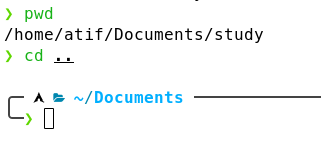 ❯ pwd
/home/atif/Documents/study
❯ cd ..
~/Documents
❯